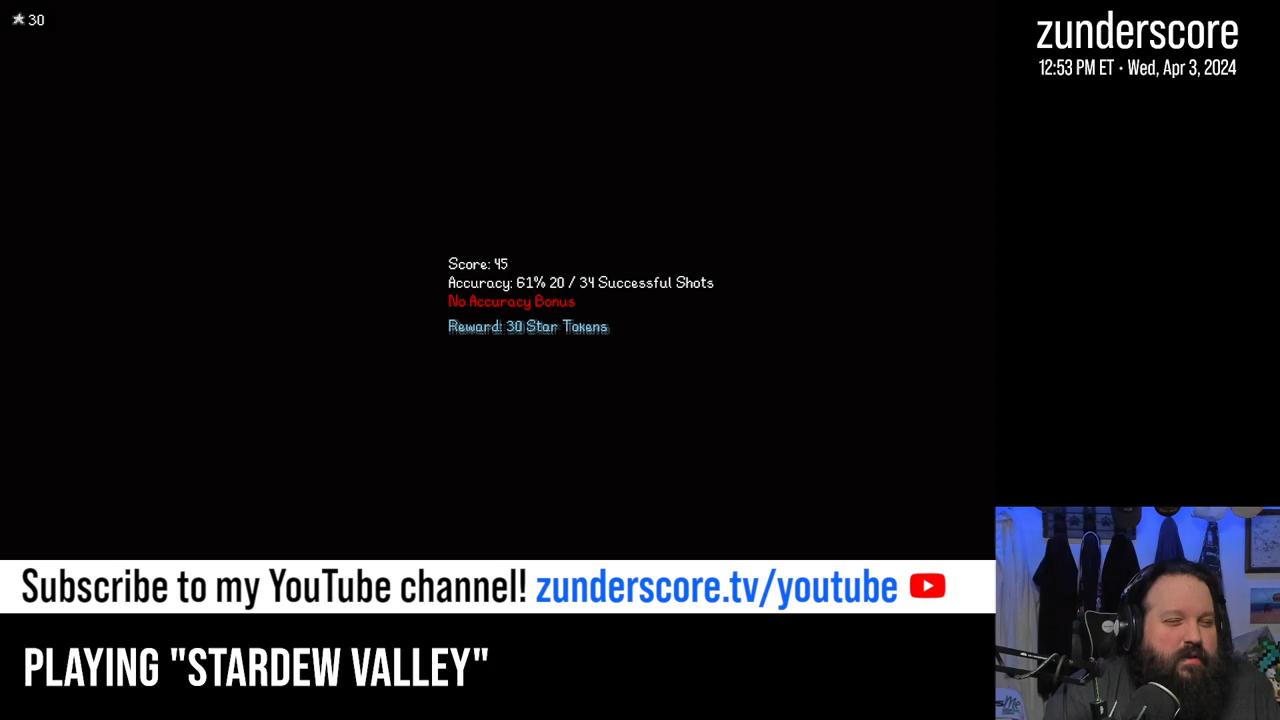 30
zunderscore
12:53 PM ET • Wed, Apr 3, 2024
Score: 45
Accuracy: 61% 20 / 34 Successful Shots
No Accuracy Bonus
Reward: 30 Star Tokens
Subscribe to my YouTube channel! zunderscore.tv/youtube
PLAYING "STARDEW VALLEY"